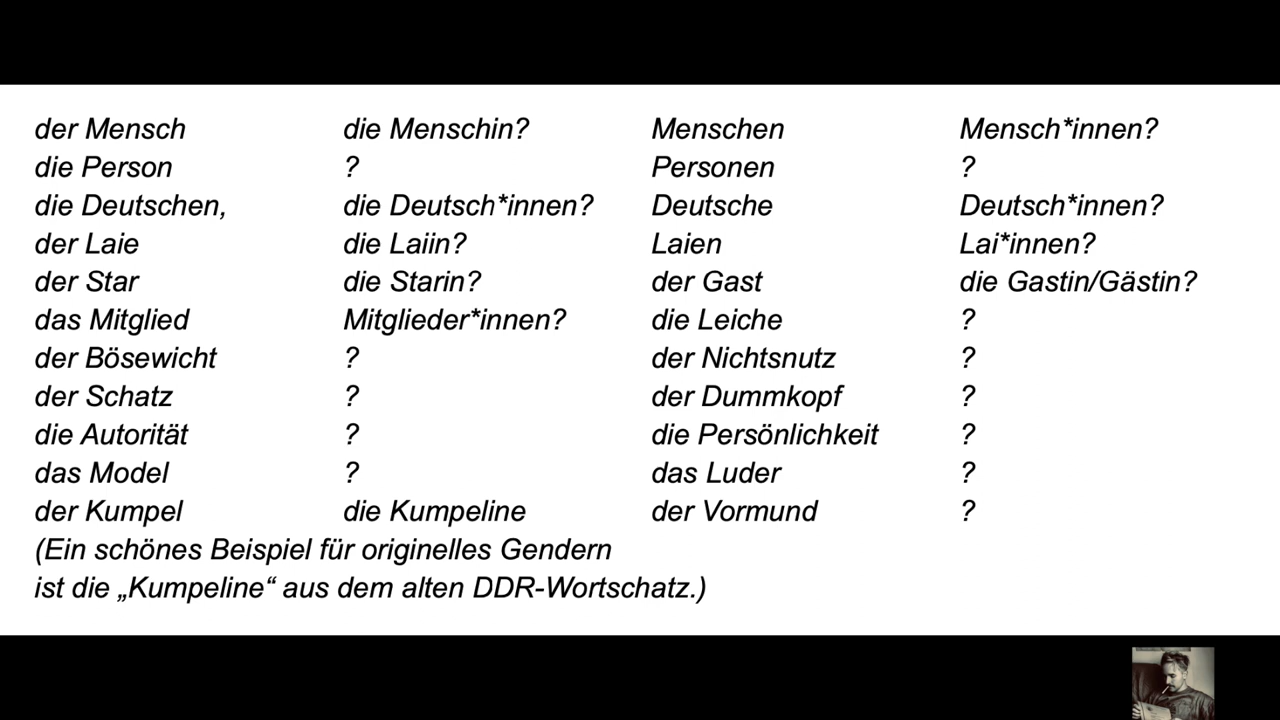 der Mensch die Menschin? Menschen Mensch*innen?
die Person ? Personen ?
die Deutschen, die Deutsch*innen? Deutsche Deutsch*innen?
der Laie die Laiin? Laien Lai*innen?
der Star die Starin? der Gast die Gastin/Gästin?
das Mitglied Mitglieder*innen? die Leiche ?
der Bösewicht ? der Nichtsnutz ?
der Schatz ? der Dummkopf ?
die Autorität ? die Persönlichkeit ?
das Model ? das Luder ?
der Kumpel die Kumpeline der Vormund ?
(Ein schönes Beispiel für originelles Gendern
ist die „Kumpeline“ aus dem alten DDR-Wortschatz.)